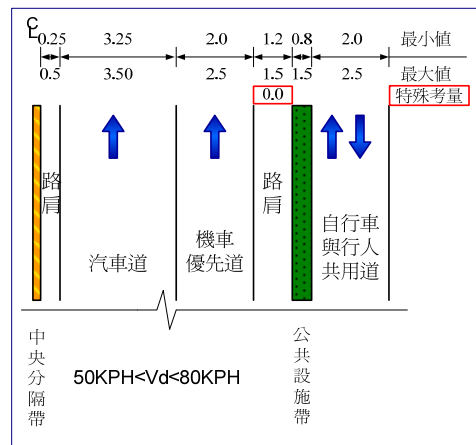 ℄
0.25 3.25 2.0 1.2 0.8 2.0 最小值
0.5 3.50 2.5 1.5 1.5 2.5 最大值
0.0 特殊考量
路肩
汽車道
機車
優先道
路肩
自行車
與行人
共用道
中央分隔帶
50KPH<Vd<80KPH
公共設施帶